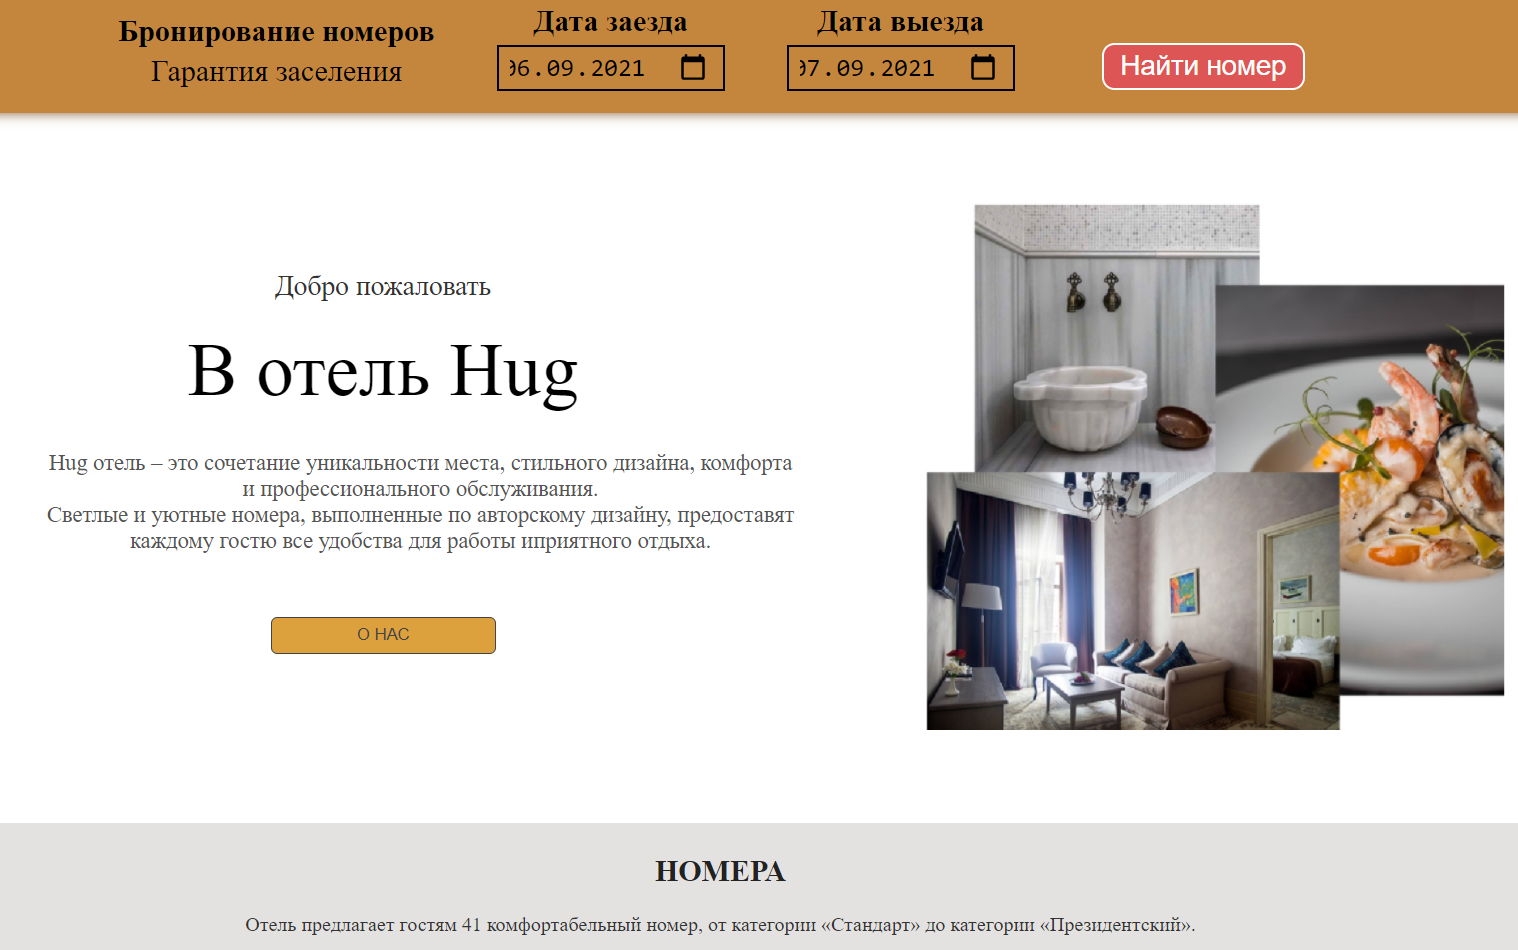 Бронирование номеров
Гарантия заселения
Дата заезда
06.09.2021
Дата выезда
07.09.2021
Найти номер
Добро пожаловать
В отель Hug
Hug отель – это сочетание уникальности места, стильного дизайна, комфорта
и профессионального обслуживания.
Светлые и уютные номера, выполненные по авторскому дизайну, предоставят
каждому гостю все удобства для работы иприятного отдыха.
О НАС
НОМЕРА
Отель предлагает гостям 41 комфортабельный номер, от категории «Стандарт» до категории «Президентский».